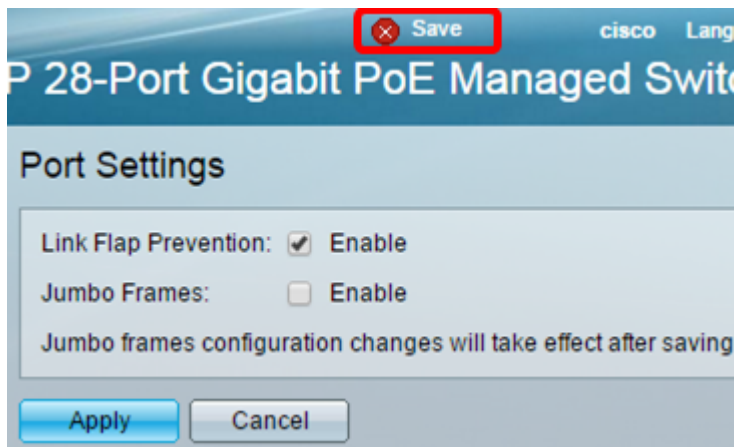 Save cisco Lang
P 28-Port Gigabit PoE Managed Swit
Port Settings
Link Flap Prevention: Enable
Jumbo Frames: Enable
Jumbo frames configuration changes will take effect after saving
Apply Cancel